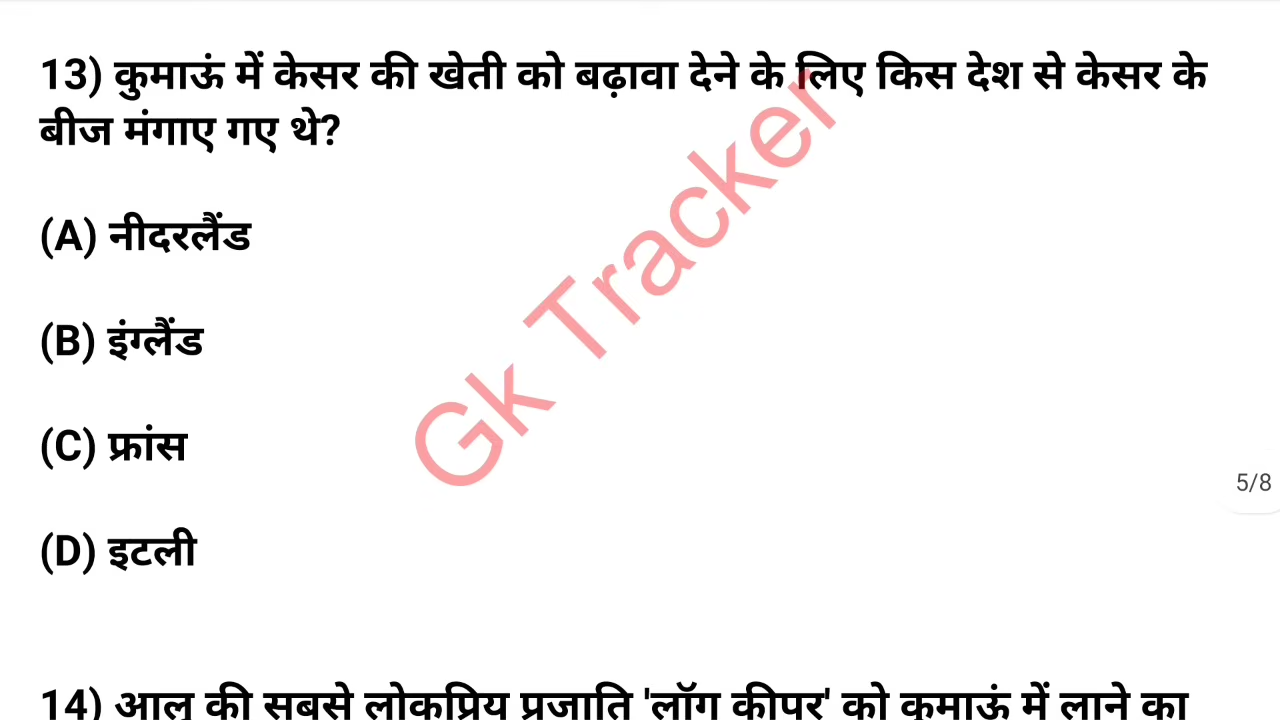 13) कुमाऊं में केसर की खेती को बढ़ावा देने के लिए किस देश से केसर के
बीज मंगाए गए थे?
(A) नीदरलैंड
(B) इंग्लैंड
(C) फ्रांस
(D) इटली
14) आलू की सबसे लोकप्रिय प्रजाति 'लॉग कीपर' को कुमाऊं में लाने का
Gk Tracker
5/8